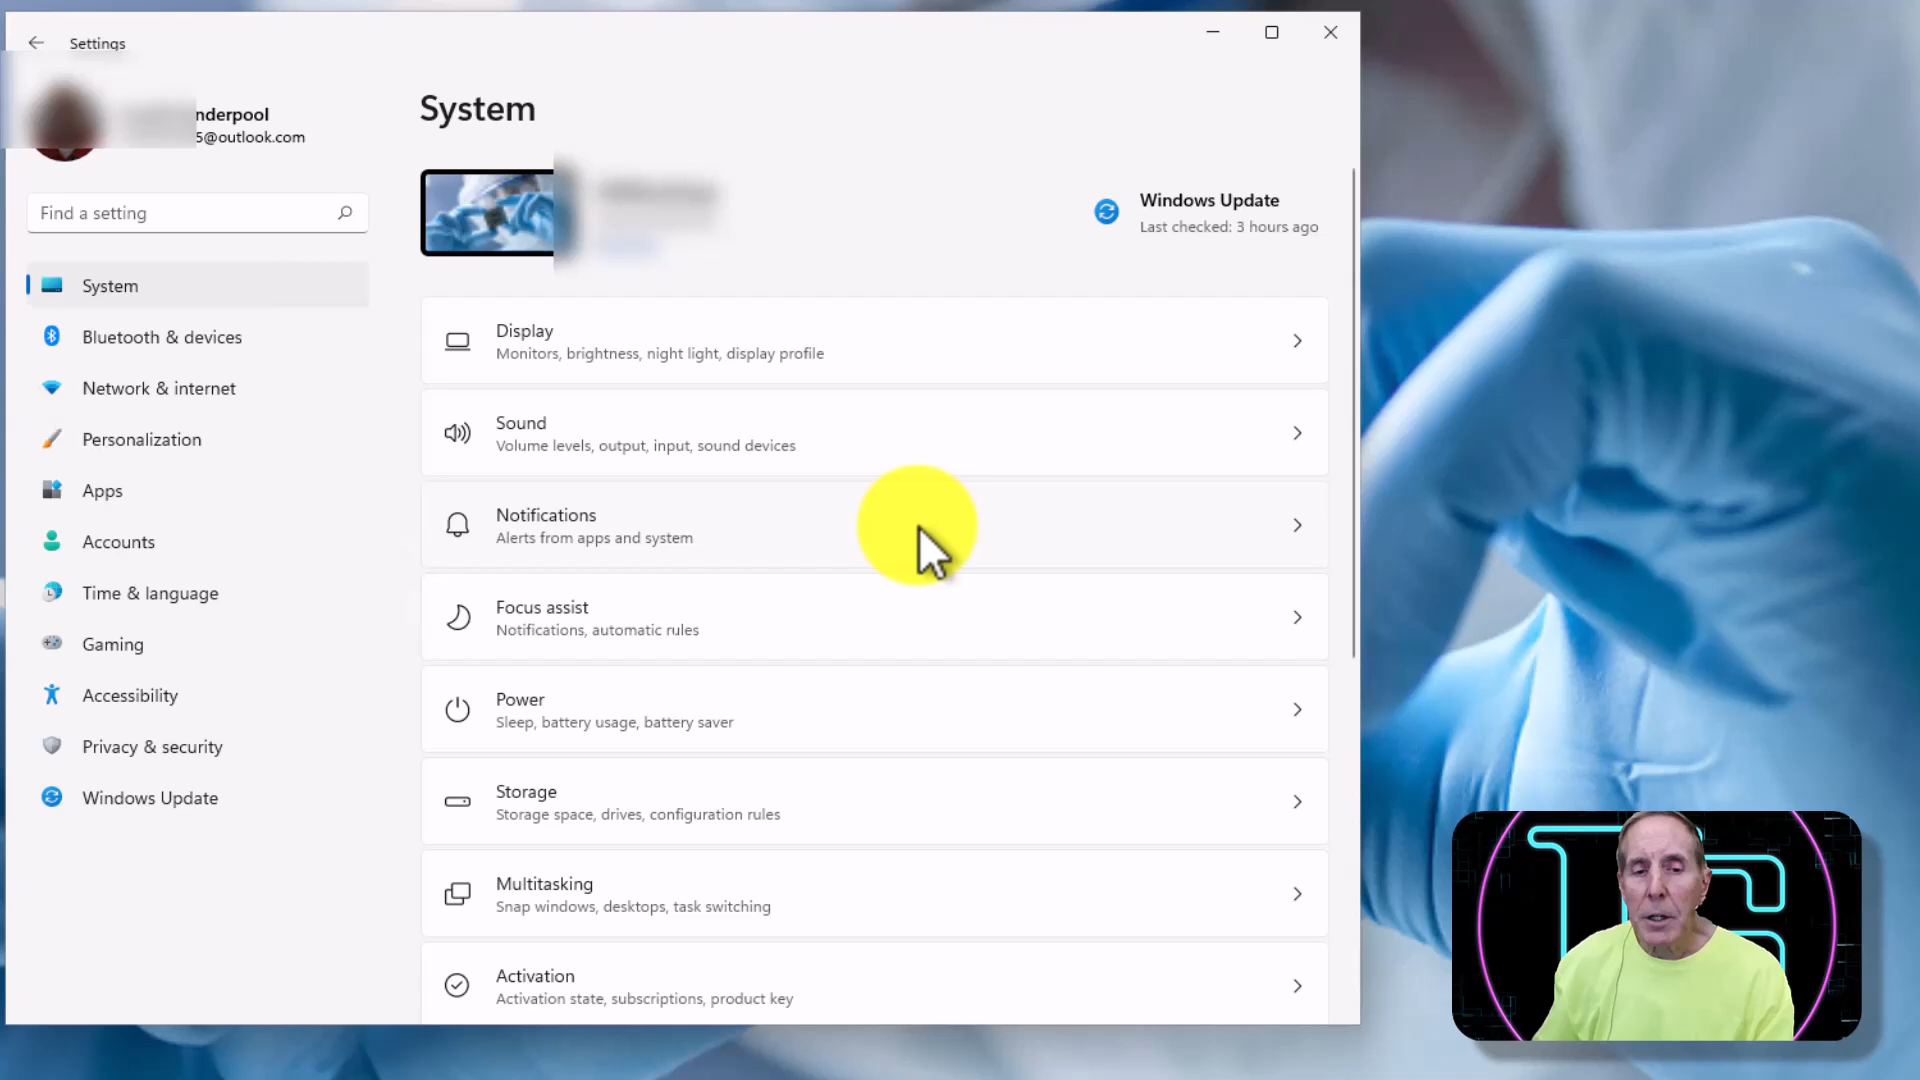 Settings
nderpool
5@outlook.com
Find a setting
System
Bluetooth & devices
Network & internet
Personalization
Apps
Accounts
Time & language
Gaming
Accessibility
Privacy & security
Windows Update
System
Windows Update
Last checked: 3 hours ago
Display
Monitors, brightness, night light, display profile
Sound
Volume levels, output, input, sound devices
Notifications
Alerts from apps and system
Focus assist
Notifications, automatic rules
Power
Sleep, battery usage, battery saver
Storage
Storage space, drives, configuration rules
Multitasking
Snap windows, desktops, task switching
Activation
Activation state, subscriptions, product key